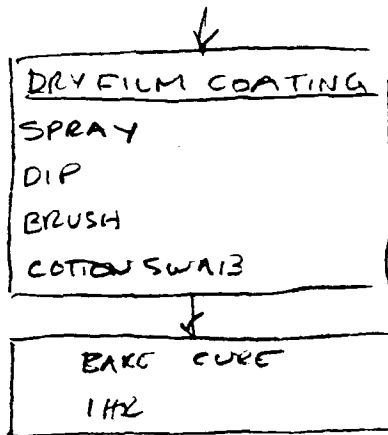 DRY FILM COATING
SPRAY
DIP
BRUSH
COTTON SWAB
BAKE CURE
1 HR